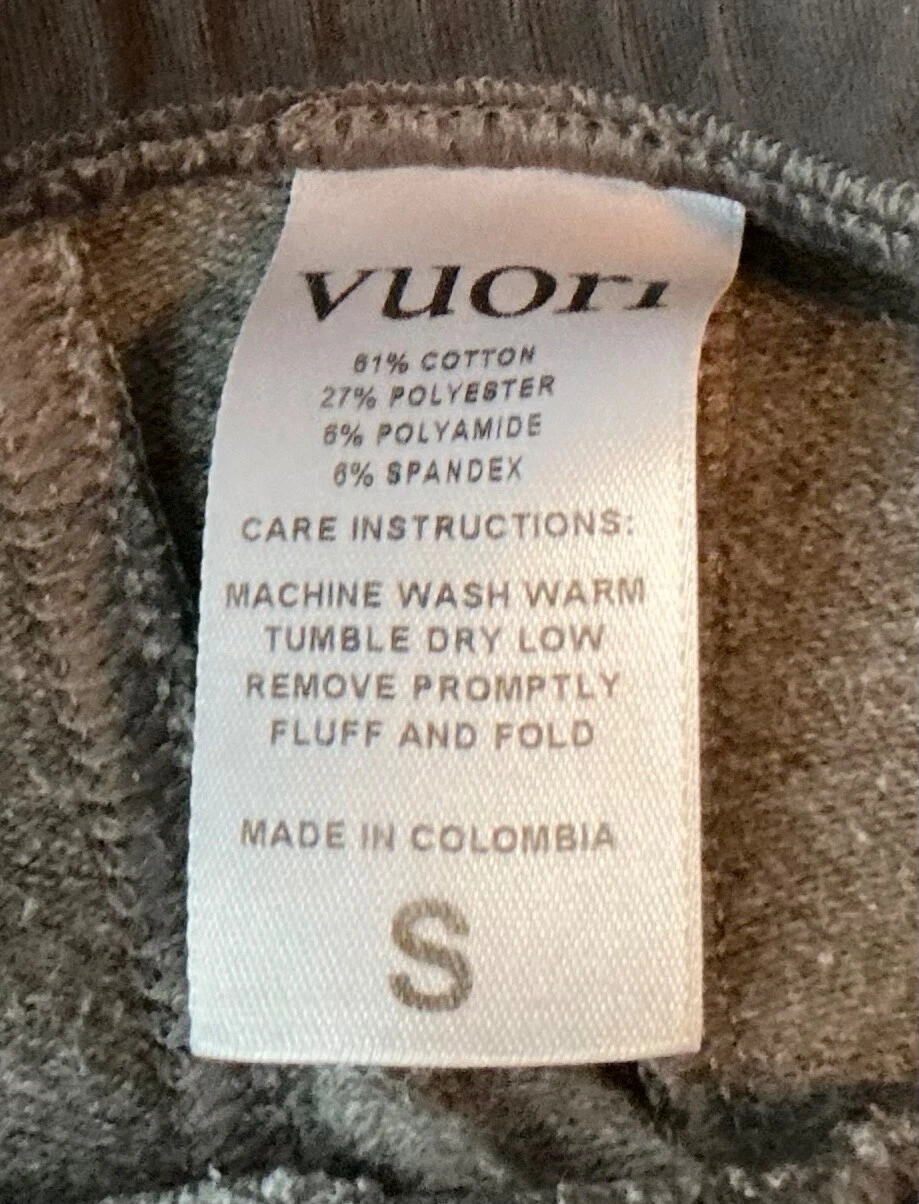 vuori
61% COTTON
27% POLYESTER
6% POLYAMIDE
6% SPANDEX
CARE INSTRUCTIONS:
MACHINE WASH WARM
TUMBLE DRY LOW
REMOVE PROMPTLY
FLUFF AND FOLD
MADE IN COLOMBIA
S